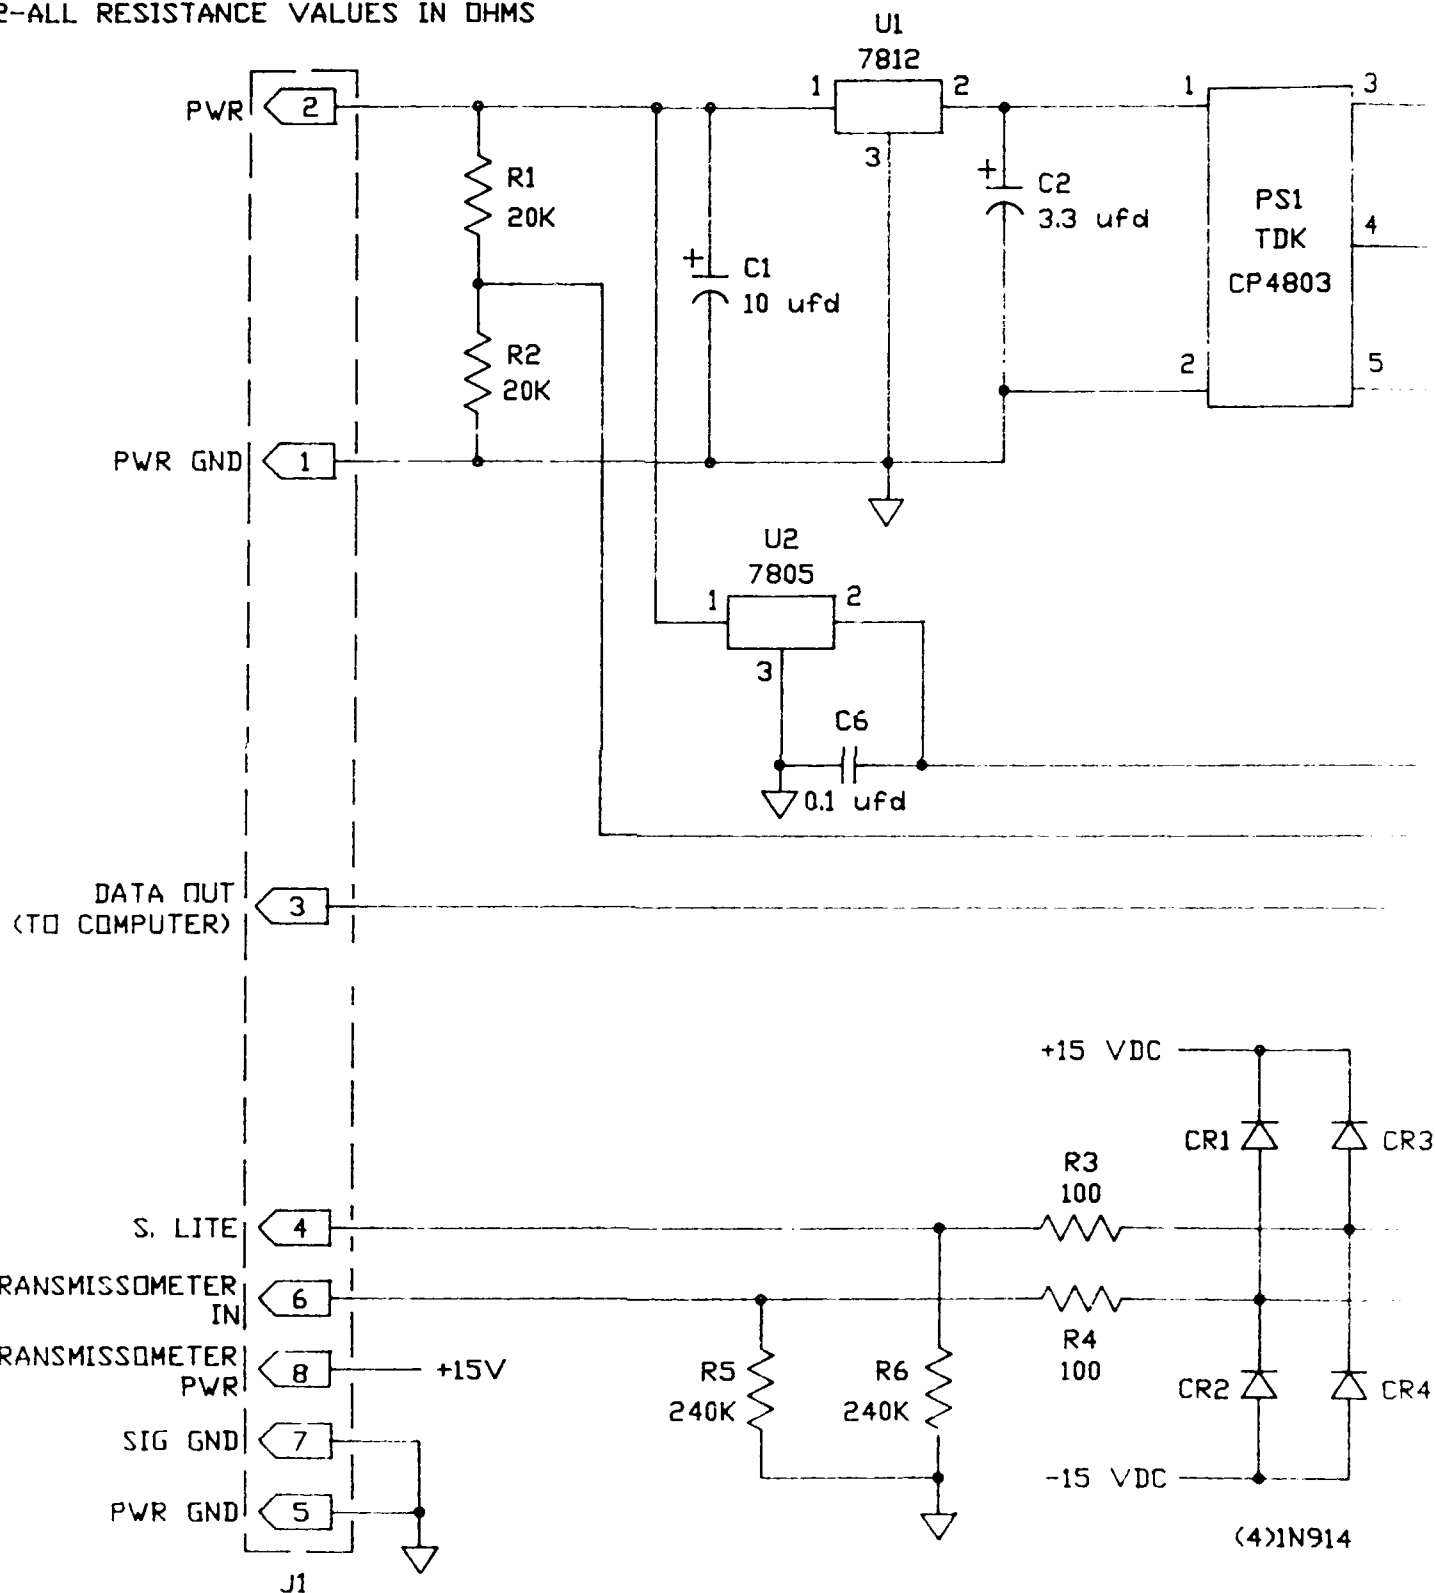 2-ALL RESISTANCE VALUES IN OHMS
U1
7812
1
2
3
PWR
2
R1
20K
R2
20K
C1
10 ufd
+
+
C2
3.3 ufd
1
2
PS1
TDK
CP4803
3
4
5
PWR GND
1
U2
7805
1
2
3
C6
0.1 ufd
DATA OUT
(TO COMPUTER)
3
+15 VDC
CR1
CR3
R3
100
S. LITE
4
RANSMISSOMETER
IN
6
R4
100
RANSMISSOMETER
PWR
8
+15V
R5
240K
R6
240K
CR2
CR4
SIG GND
7
-15 VDC
PWR GND
5
(4)1N914
J1